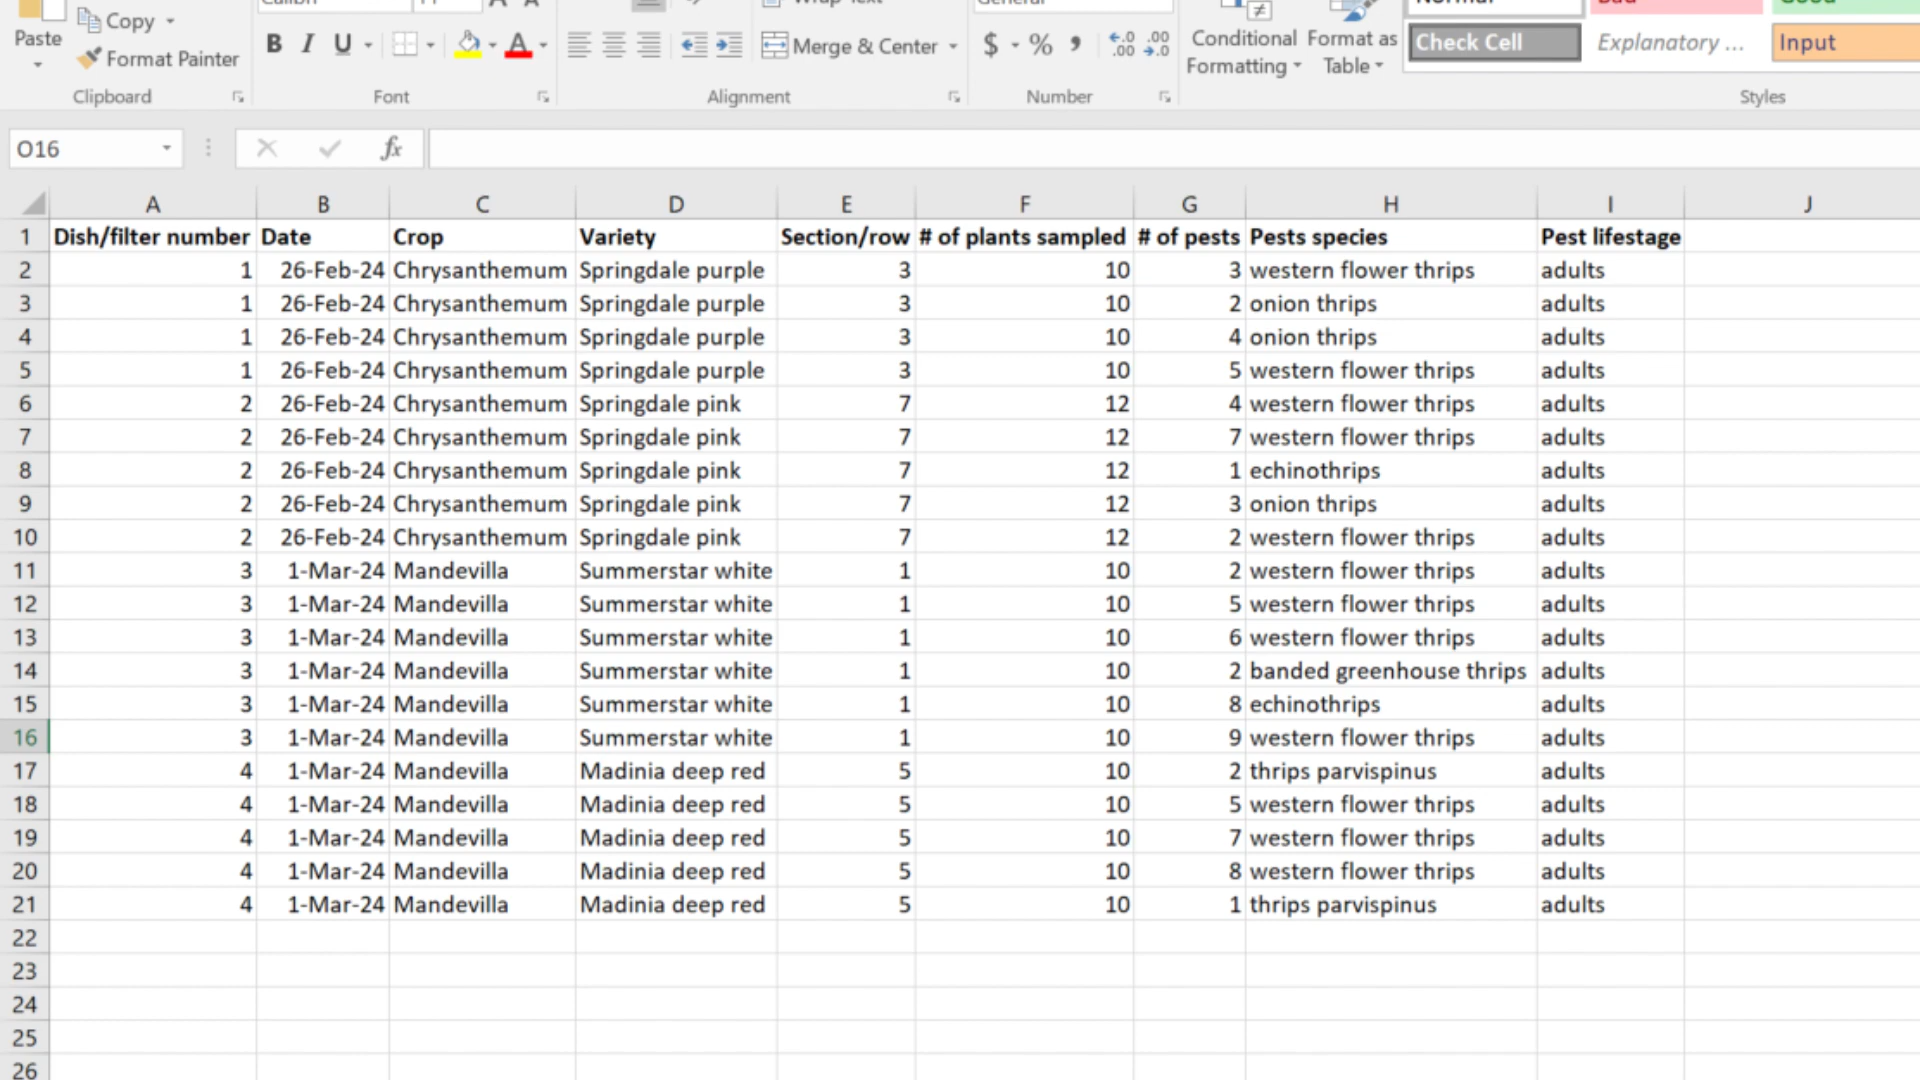 Paste
Copy
Format Painter
B I U
A
Merge & Center
$ % ,
Conditional Formatting
Format as Table
Check Cell
Explanatory ...
Input
Clipboard
Font
Alignment
Number
Styles
O16
fx
A B C D E F G H I J
1 Dish/filter number Date Crop Variety Section/row # of plants sampled # of pests Pests species Pest lifestage
2 1 26-Feb-24 Chrysanthemum Springdale purple 3 10 3 western flower thrips adults
3 1 26-Feb-24 Chrysanthemum Springdale purple 3 10 2 onion thrips adults
4 1 26-Feb-24 Chrysanthemum Springdale purple 3 10 4 onion thrips adults
5 1 26-Feb-24 Chrysanthemum Springdale purple 3 10 5 western flower thrips adults
6 2 26-Feb-24 Chrysanthemum Springdale pink 7 12 4 western flower thrips adults
7 2 26-Feb-24 Chrysanthemum Springdale pink 7 12 7 western flower thrips adults
8 2 26-Feb-24 Chrysanthemum Springdale pink 7 12 1 echinothrips adults
9 2 26-Feb-24 Chrysanthemum Springdale pink 7 12 3 onion thrips adults
10 2 26-Feb-24 Chrysanthemum Springdale pink 7 12 2 western flower thrips adults
11 3 1-Mar-24 Mandevilla Summerstar white 1 10 2 western flower thrips adults
12 3 1-Mar-24 Mandevilla Summerstar white 1 10 5 western flower thrips adults
13 3 1-Mar-24 Mandevilla Summerstar white 1 10 6 western flower thrips adults
14 3 1-Mar-24 Mandevilla Summerstar white 1 10 2 banded greenhouse thrips adults
15 3 1-Mar-24 Mandevilla Summerstar white 1 10 8 echinothrips adults
16 3 1-Mar-24 Mandevilla Summerstar white 1 10 9 western flower thrips adults
17 4 1-Mar-24 Mandevilla Madinia deep red 5 10 2 thrips parvispinus adults
18 4 1-Mar-24 Mandevilla Madinia deep red 5 10 5 western flower thrips adults
19 4 1-Mar-24 Mandevilla Madinia deep red 5 10 7 western flower thrips adults
20 4 1-Mar-24 Mandevilla Madinia deep red 5 10 8 western flower thrips adults
21 4 1-Mar-24 Mandevilla Madinia deep red 5 10 1 thrips parvispinus adults
22
23
24
25
26